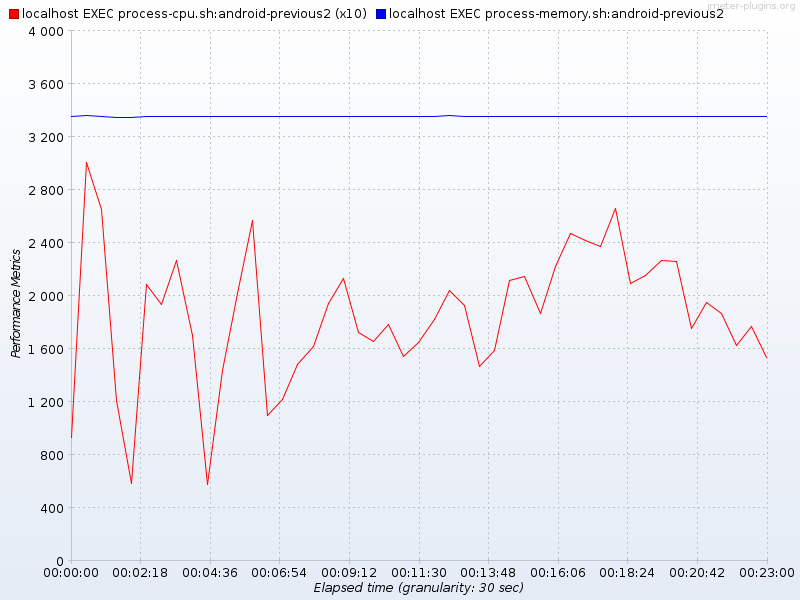 jmeter-plugins.org
localhost EXEC process-cpu.sh:android-previous2 (x10) localhost EXEC process-memory.sh:android-previous2
4 000
3 600
3 200
2 800
2 400
2 000
1 600
1 200
800
400
0
Performance Metrics
00:00:00 00:02:18 00:04:36 00:06:54 00:09:12 00:11:30 00:13:48 00:16:06 00:18:24 00:20:42 00:23:00
Elapsed time (granularity: 30 sec)